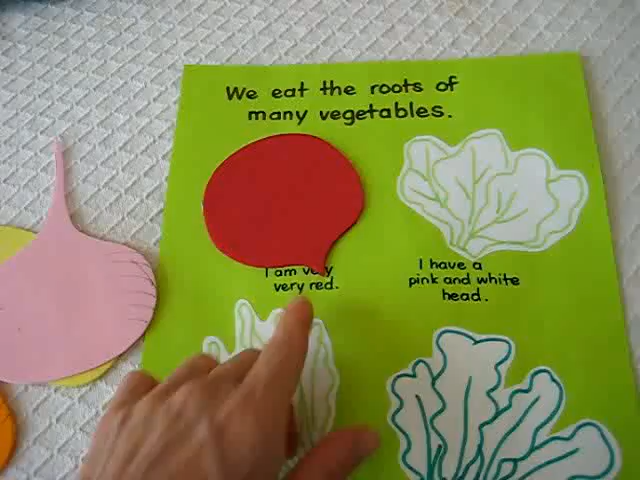 We eat the roots of
many vegetables.
I am very
very red.
I have a
pink and white
head.